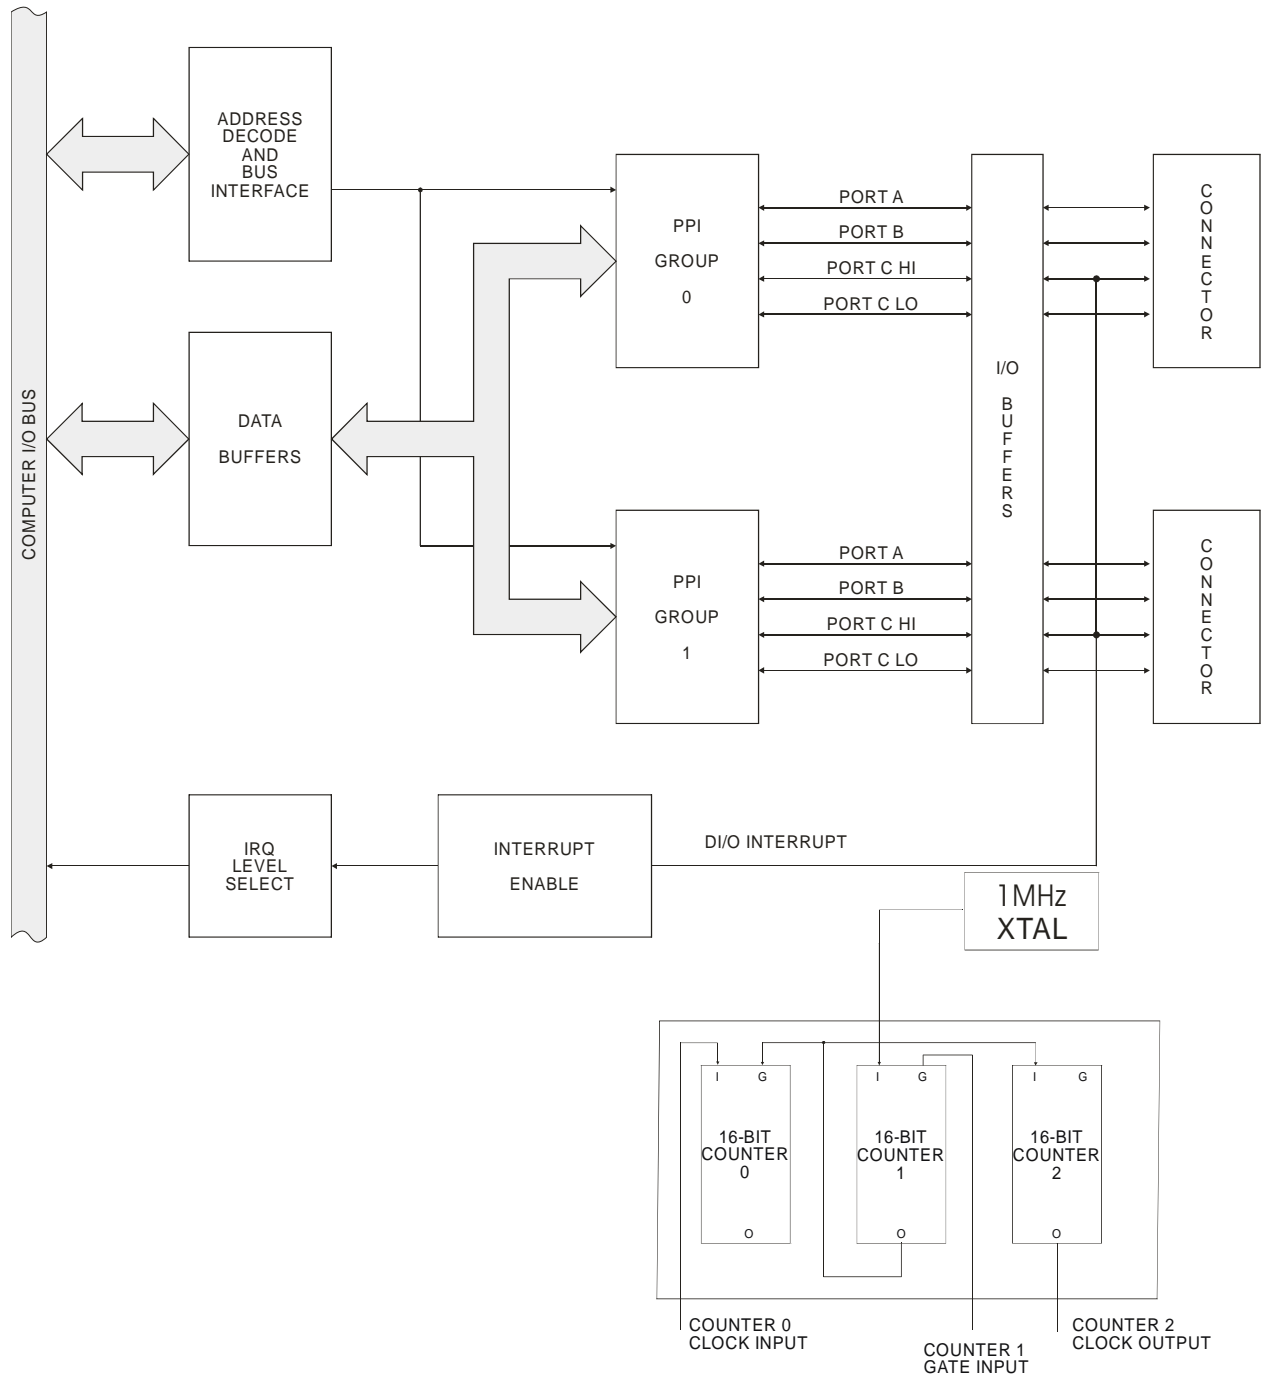 COMPUTER I/O BUS
ADDRESS
DECODE
AND
BUS
INTERFACE
DATA
BUFFERS
PPI
GROUP
0
PORT A
PORT B
PORT C HI
PORT C LO
I/O
BUFFERS
CONNECTOR
PPI
GROUP
1
PORT A
PORT B
PORT C HI
PORT C LO
CONNECTOR
IRQ
LEVEL
SELECT
INTERRUPT
ENABLE
DI/O INTERRUPT
1MHz
XTAL
I G
16-BIT
COUNTER
0
O
I G
16-BIT
COUNTER
1
O
I G
16-BIT
COUNTER
2
O
COUNTER 0
CLOCK INPUT
COUNTER 1
GATE INPUT
COUNTER 2
CLOCK OUTPUT